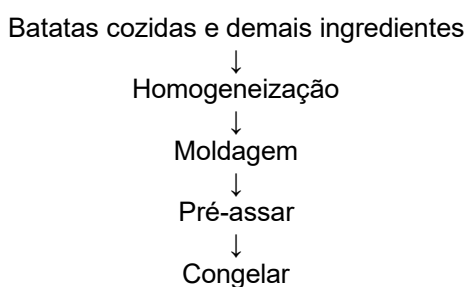 Batatas cozidas e demais ingredientes
↓
Homogeneização
↓
Moldagem
↓
Pré-assar
↓
Congelar